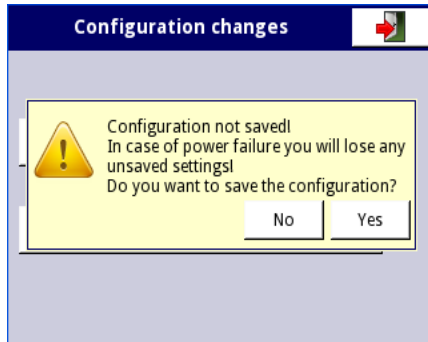 Configuration changes
Configuration not saved!
In case of power failure you will lose any
unsaved settings!
Do you want to save the configuration?
No
Yes